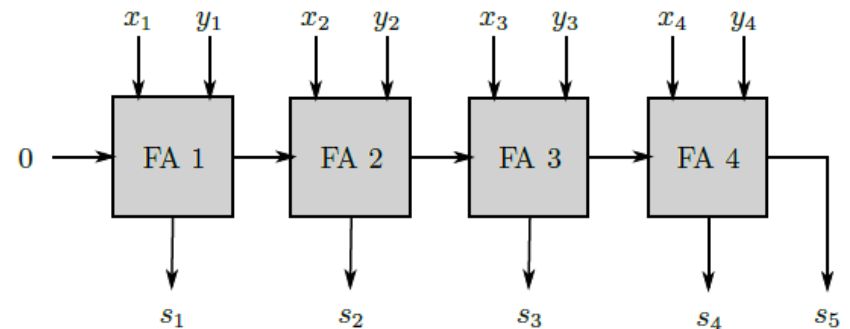 x₁ y₁ x₂ y₂ x₃ y₃ x₄ y₄
0 FA 1 FA 2 FA 3 FA 4
s₁ s₂ s₃ s₄ s₅